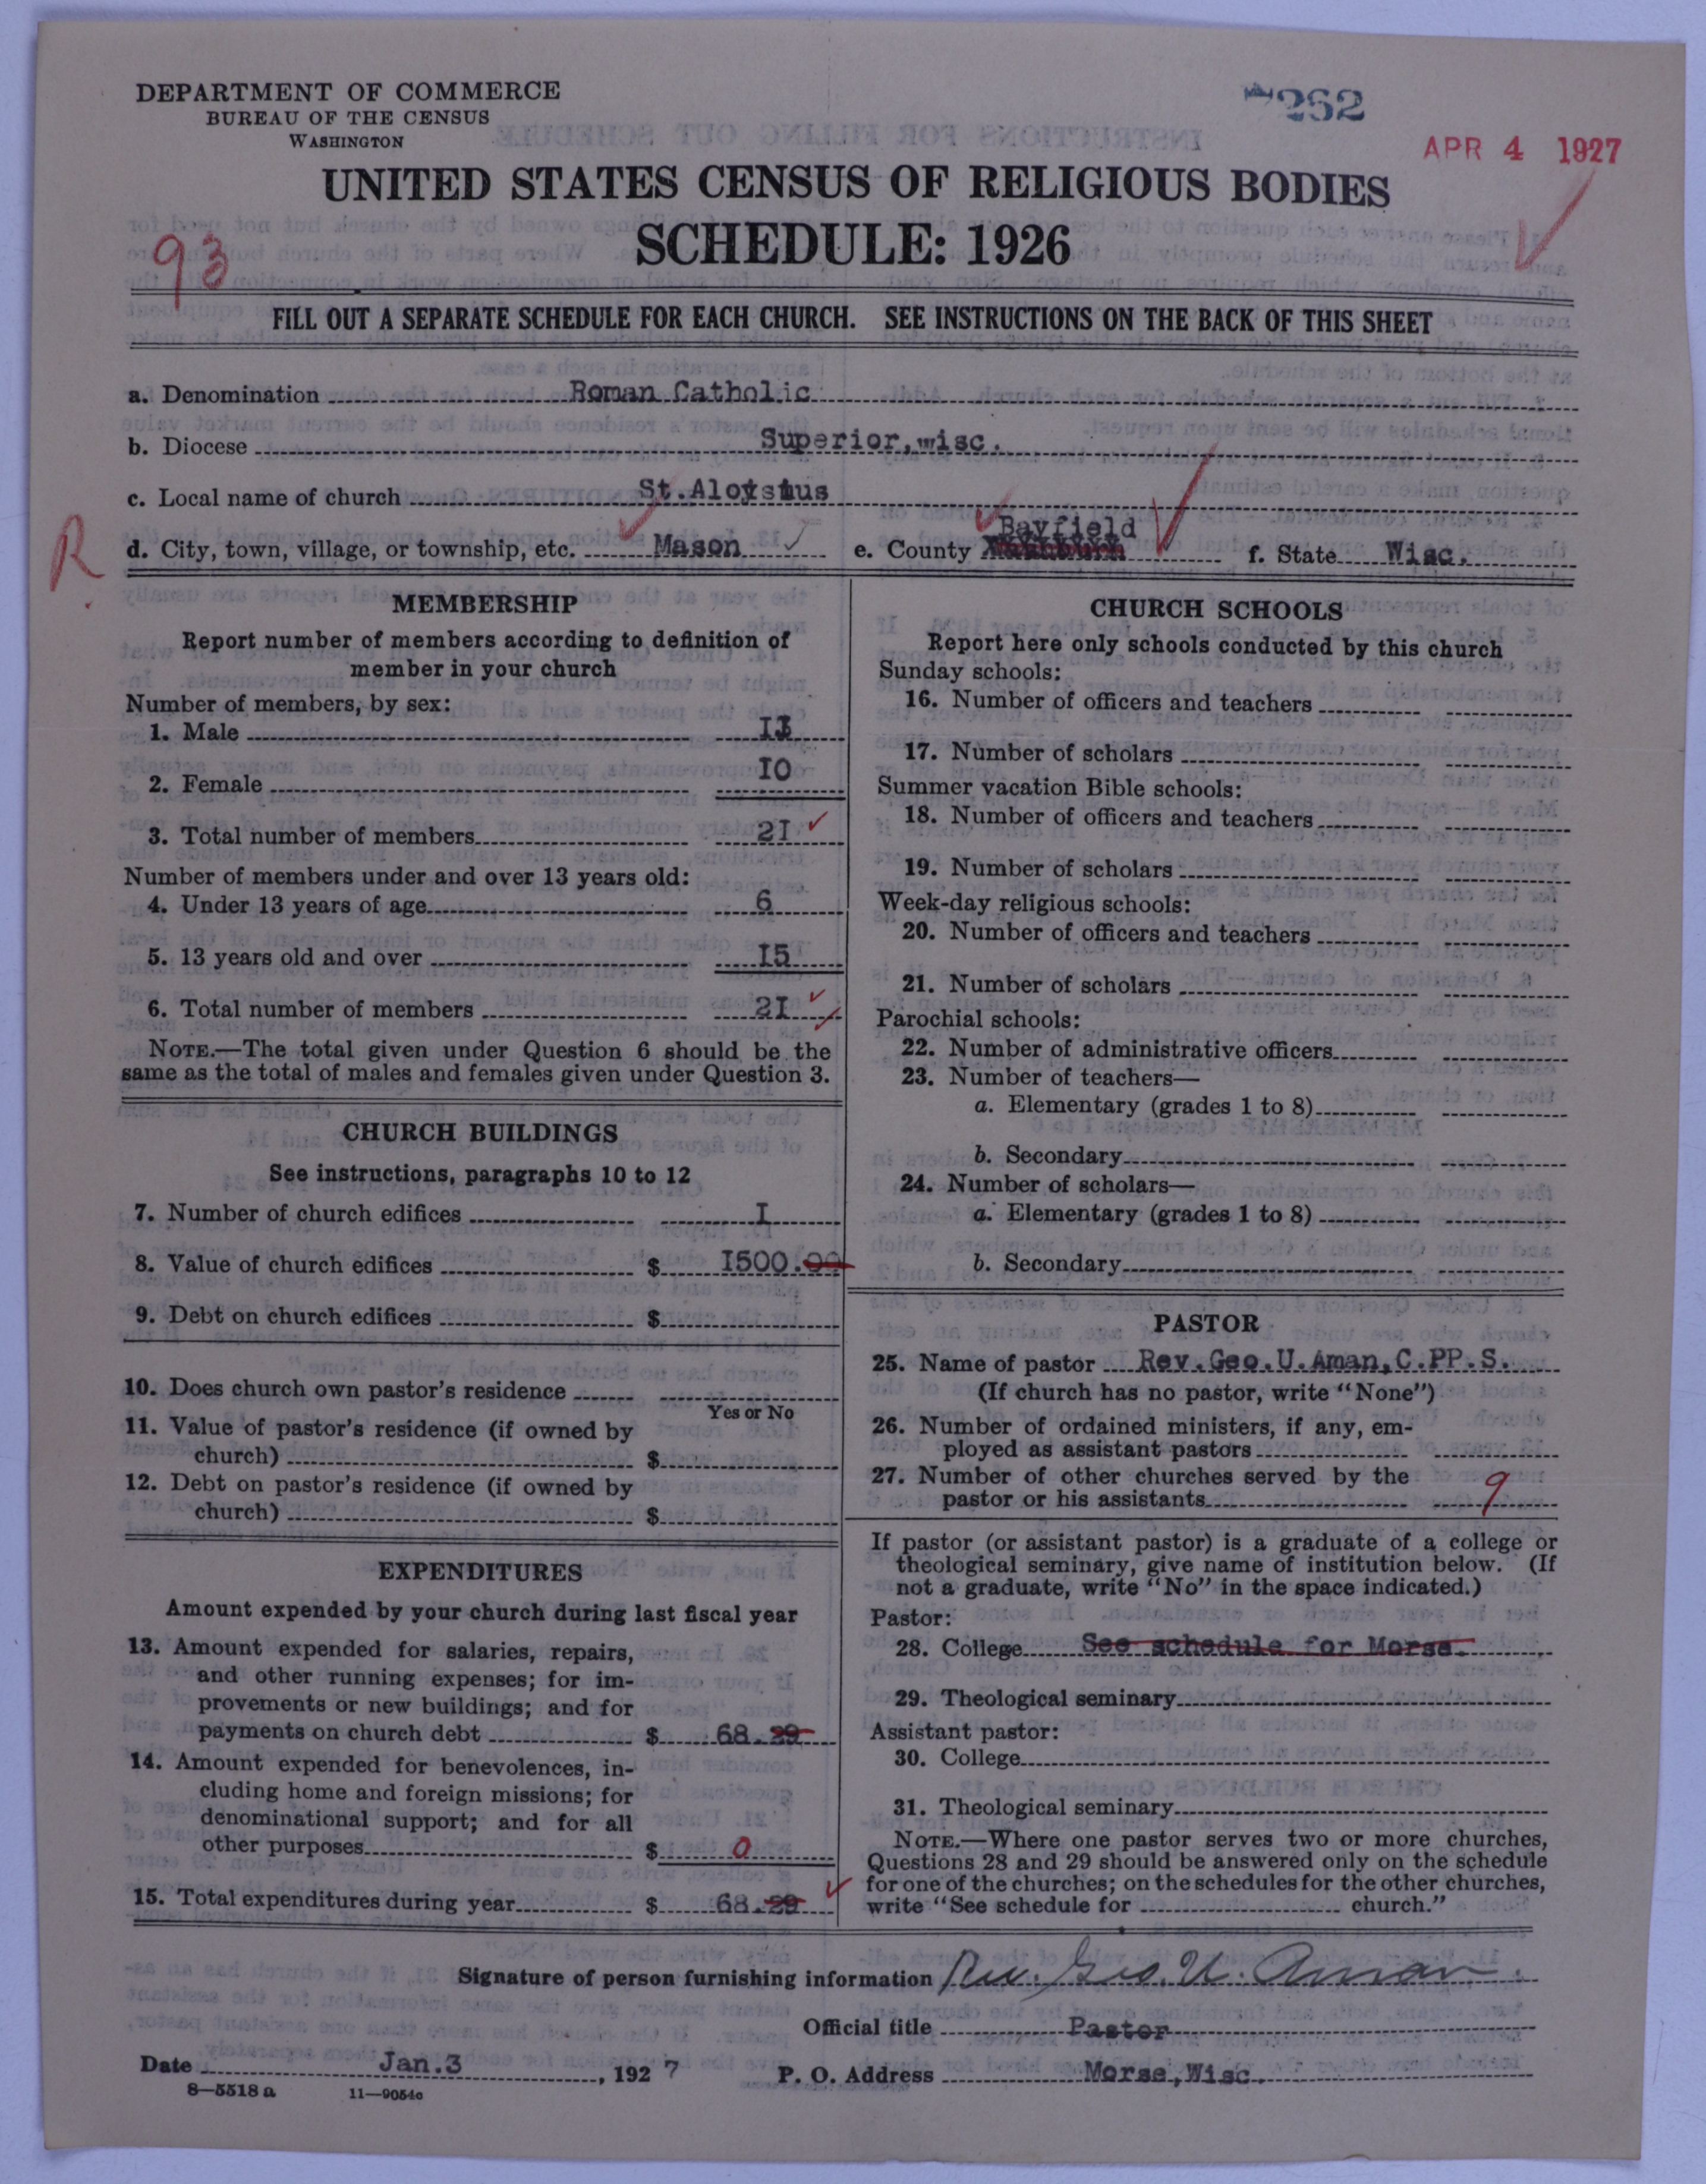 DEPARTMENT OF COMMERCE
BUREAU OF THE CENSUS
WASHINGTON
252
APR 4 1927
UNITED STATES CENSUS OF RELIGIOUS BODIES
SCHEDULE: 1926
93
FILL OUT A SEPARATE SCHEDULE FOR EACH CHURCH. SEE INSTRUCTIONS ON THE BACK OF THIS SHEET
a. Denomination Roman Catholic
b. Diocese Superior, wisc.
c. Local name of church St. Aloysius
R
d. City, town, village, or township, etc. Mason e. County Bayfield f. State Wisc.
MEMBERSHIP
Report number of members according to definition of
member in your church
Number of members, by sex:
1. Male
2. Female IO
3. Total number of members 2I
Number of members under and over 13 years old:
4. Under 13 years of age 6
5. 13 years old and over I5
6. Total number of members 2I
NOTE.—The total given under Question 6 should be the
same as the total of males and females given under Question 3.
CHURCH BUILDINGS
See instructions, paragraphs 10 to 12
7. Number of church edifices I
8. Value of church edifices $ I500.00
9. Debt on church edifices $
10. Does church own pastor's residence
Yes or No
11. Value of pastor's residence (if owned by
church) $
12. Debt on pastor's residence (if owned by
church) $
EXPENDITURES
Amount expended by your church during last fiscal year
13. Amount expended for salaries, repairs,
and other running expenses; for im-
provements or new buildings; and for
payments on church debt $ 68.29
14. Amount expended for benevolences, in-
cluding home and foreign missions; for
denominational support; and for all
other purposes $ 0
15. Total expenditures during year $ 68.29
CHURCH SCHOOLS
Report here only schools conducted by this church
Sunday schools:
16. Number of officers and teachers
17. Number of scholars
Summer vacation Bible schools:
18. Number of officers and teachers
19. Number of scholars
Week-day religious schools:
20. Number of officers and teachers
21. Number of scholars
Parochial schools:
22. Number of administrative officers
23. Number of teachers—
a. Elementary (grades 1 to 8)
b. Secondary
24. Number of scholars—
a. Elementary (grades 1 to 8)
b. Secondary
PASTOR
25. Name of pastor Rev. Geo. U. Aman, C.PP.S.
(If church has no pastor, write "None")
26. Number of ordained ministers, if any, em-
ployed as assistant pastors
27. Number of other churches served by the
pastor or his assistants 9
If pastor (or assistant pastor) is a graduate of a college or
theological seminary, give name of institution below. (If
not a graduate, write "No" in the space indicated.)
Pastor:
28. College See schedule for Morse.
29. Theological seminary
Assistant pastor:
30. College
31. Theological seminary
NOTE.—Where one pastor serves two or more churches,
Questions 28 and 29 should be answered only on the schedule
for one of the churches; on the schedules for the other churches,
write "See schedule for church."
Signature of person furnishing information Rev. Geo. U. Aman.
Official title Pastor
Date Jan. 3, 1927 P. O. Address Morse, Wisc.
8—5518 a 11—9054c